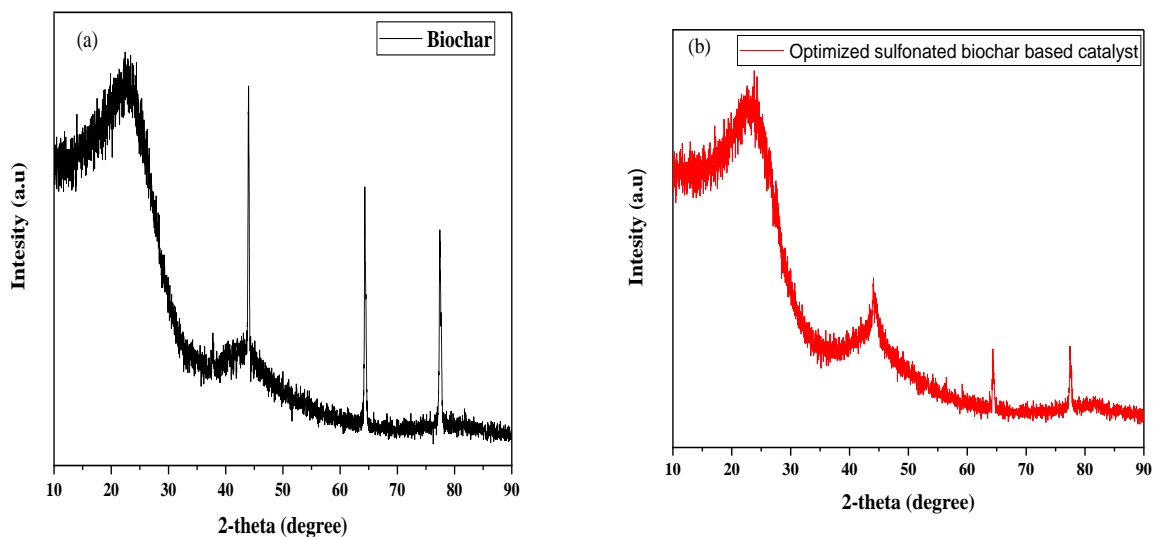 (a)
Biochar
Intesity (a.u)
10 20 30 40 50 60 70 80 90
2-theta (degree)
(b)
Optimized sulfonated biochar based catalyst
Intesity (a.u)
10 20 30 40 50 60 70 80 90
2-theta (degree)